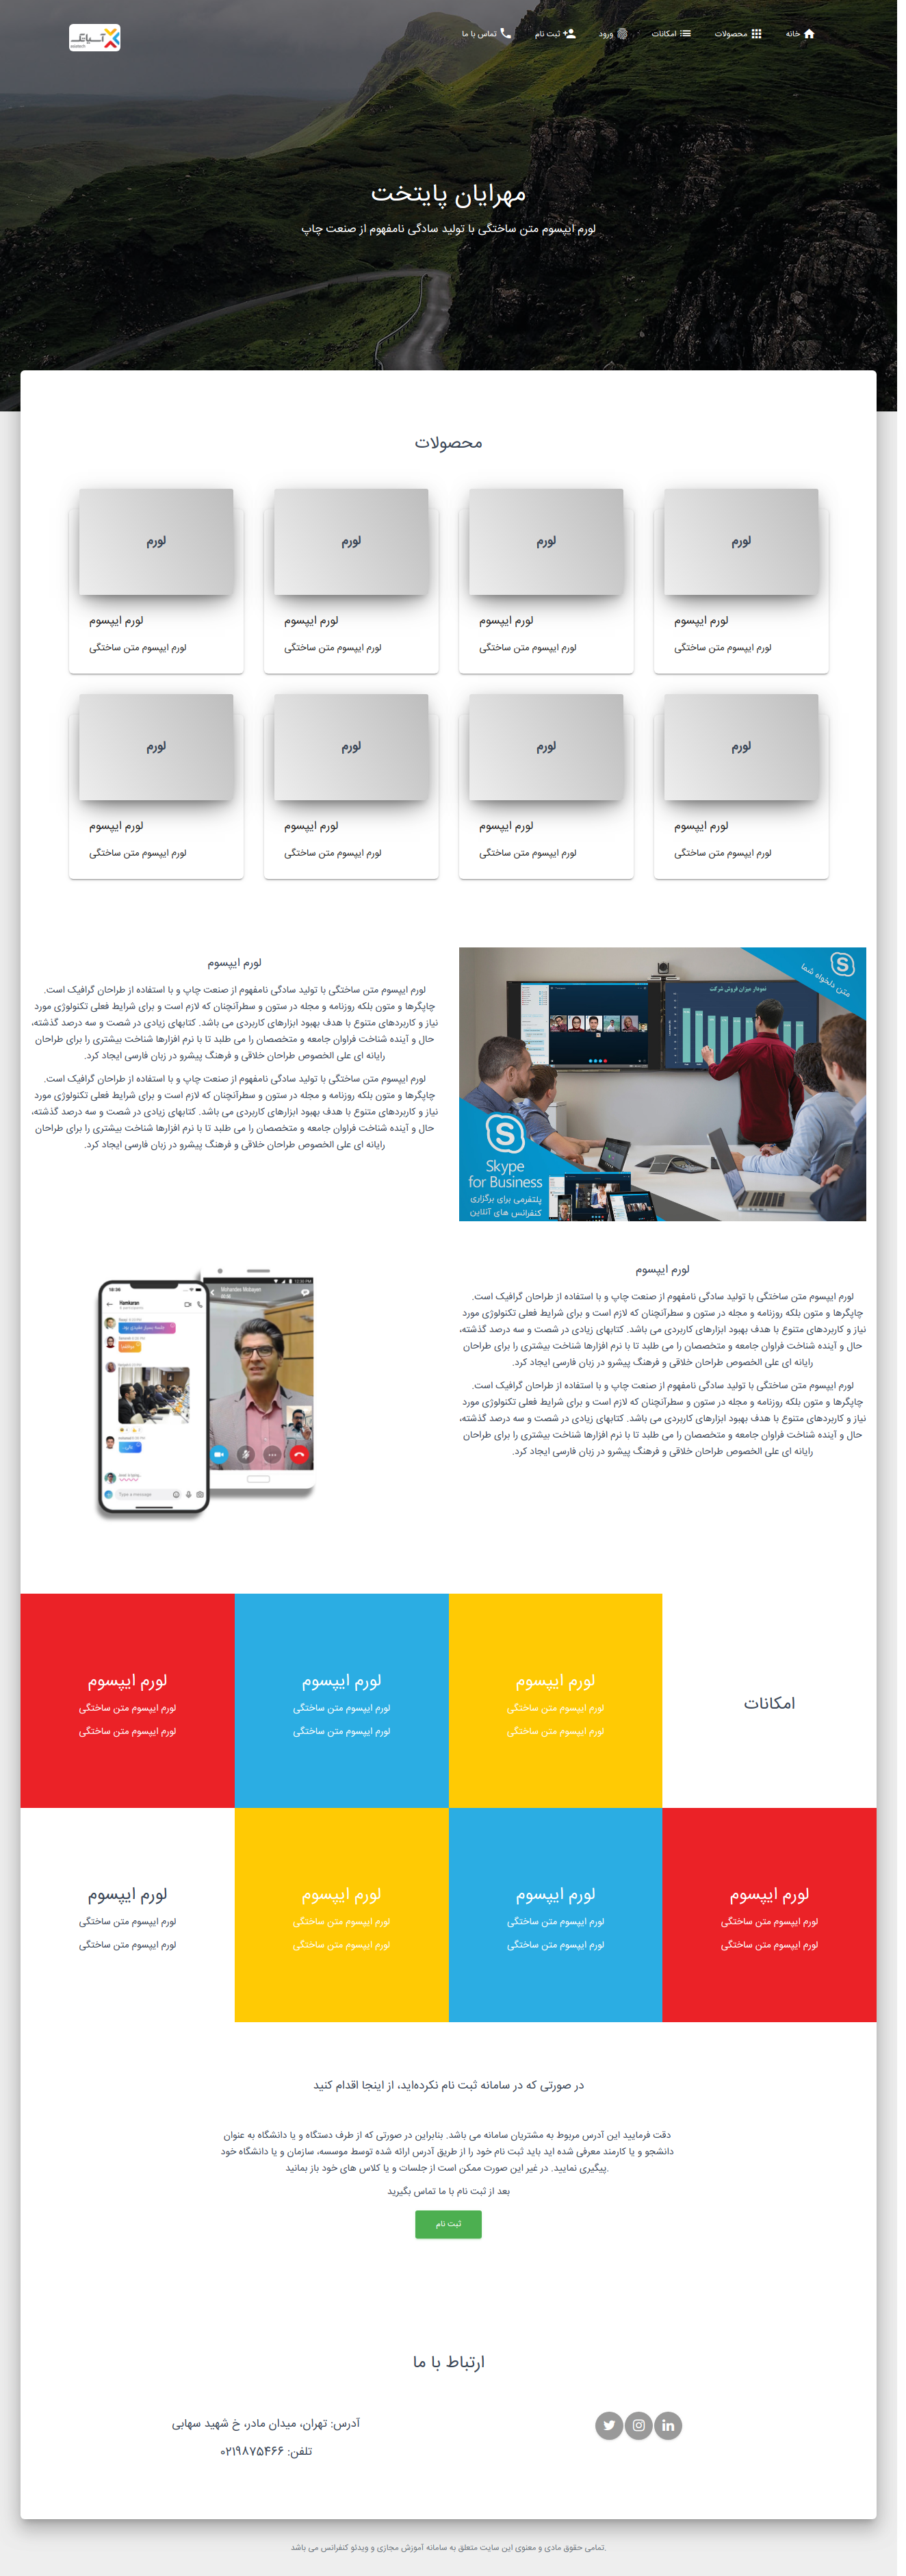 خانه
محصولات
امکانات
ورود
ثبت نام
تماس با ما
آسیاتک
مهرایان پایتخت
لورم ایپسوم متن ساختگی با تولید سادگی نامفهوم از صنعت چاپ
محصولات
لورم
لورم
لورم
لورم
لورم ایپسوم
لورم ایپسوم
لورم ایپسوم
لورم ایپسوم
لورم ایپسوم متن ساختگی
لورم ایپسوم متن ساختگی
لورم ایپسوم متن ساختگی
لورم ایپسوم متن ساختگی
لورم
لورم
لورم
لورم
لورم ایپسوم
لورم ایپسوم
لورم ایپسوم
لورم ایپسوم
لورم ایپسوم متن ساختگی
لورم ایپسوم متن ساختگی
لورم ایپسوم متن ساختگی
لورم ایپسوم متن ساختگی
متن دلخواه شما
نمودار میزان فروش شرکت
Skype
for Business
پلتفرمی برای برگزاری
کنفرانس های آنلاین
لورم ایپسوم
لورم ایپسوم متن ساختگی با تولید سادگی نامفهوم از صنعت چاپ و با استفاده از طراحان گرافیک است.
چاپگرها و متون بلکه روزنامه و مجله در ستون و سطرآنچنان که لازم است و برای شرایط فعلی تکنولوژی مورد
نیاز و کاربردهای متنوع با هدف بهبود ابزارهای کاربردی می باشد. کتابهای زیادی در شصت و سه درصد گذشته،
حال و آینده شناخت فراوان جامعه و متخصصان را می طلبد تا با نرم افزارها شناخت بیشتری را برای طراحان
رایانه ای علی الخصوص طراحان خلاقی و فرهنگ پیشرو در زبان فارسی ایجاد کرد.
لورم ایپسوم متن ساختگی با تولید سادگی نامفهوم از صنعت چاپ و با استفاده از طراحان گرافیک است.
چاپگرها و متون بلکه روزنامه و مجله در ستون و سطرآنچنان که لازم است و برای شرایط فعلی تکنولوژی مورد
نیاز و کاربردهای متنوع با هدف بهبود ابزارهای کاربردی می باشد. کتابهای زیادی در شصت و سه درصد گذشته،
حال و آینده شناخت فراوان جامعه و متخصصان را می طلبد تا با نرم افزارها شناخت بیشتری را برای طراحان
رایانه ای علی الخصوص طراحان خلاقی و فرهنگ پیشرو در زبان فارسی ایجاد کرد.
لورم ایپسوم
لورم ایپسوم متن ساختگی با تولید سادگی نامفهوم از صنعت چاپ و با استفاده از طراحان گرافیک است.
چاپگرها و متون بلکه روزنامه و مجله در ستون و سطرآنچنان که لازم است و برای شرایط فعلی تکنولوژی مورد
نیاز و کاربردهای متنوع با هدف بهبود ابزارهای کاربردی می باشد. کتابهای زیادی در شصت و سه درصد گذشته،
حال و آینده شناخت فراوان جامعه و متخصصان را می طلبد تا با نرم افزارها شناخت بیشتری را برای طراحان
رایانه ای علی الخصوص طراحان خلاقی و فرهنگ پیشرو در زبان فارسی ایجاد کرد.
لورم ایپسوم متن ساختگی با تولید سادگی نامفهوم از صنعت چاپ و با استفاده از طراحان گرافیک است.
چاپگرها و متون بلکه روزنامه و مجله در ستون و سطرآنچنان که لازم است و برای شرایط فعلی تکنولوژی مورد
نیاز و کاربردهای متنوع با هدف بهبود ابزارهای کاربردی می باشد. کتابهای زیادی در شصت و سه درصد گذشته،
حال و آینده شناخت فراوان جامعه و متخصصان را می طلبد تا با نرم افزارها شناخت بیشتری را برای طراحان
رایانه ای علی الخصوص طراحان خلاقی و فرهنگ پیشرو در زبان فارسی ایجاد کرد.
Hamkaran
Type a message
امکانات
لورم ایپسوم
لورم ایپسوم متن ساختگی
لورم ایپسوم متن ساختگی
لورم ایپسوم
لورم ایپسوم متن ساختگی
لورم ایپسوم متن ساختگی
لورم ایپسوم
لورم ایپسوم متن ساختگی
لورم ایپسوم متن ساختگی
لورم ایپسوم
لورم ایپسوم متن ساختگی
لورم ایپسوم متن ساختگی
لورم ایپسوم
لورم ایپسوم متن ساختگی
لورم ایپسوم متن ساختگی
لورم ایپسوم
لورم ایپسوم متن ساختگی
لورم ایپسوم متن ساختگی
لورم ایپسوم
لورم ایپسوم متن ساختگی
لورم ایپسوم متن ساختگی
در صورتی که در سامانه ثبت نام نکرده‌اید، از اینجا اقدام کنید
دقت فرمایید این آدرس مربوط به مشتریان سامانه می باشد. بنابراین در صورتی که از طرف دستگاه و یا دانشگاه به عنوان
دانشجو و یا کارمند معرفی شده اید باید ثبت نام خود را از طریق آدرس ارائه شده توسط موسسه، سازمان و یا دانشگاه خود
.پیگیری نمایید. در غیر این صورت ممکن است از جلسات و یا کلاس های خود باز بمانید
بعد از ثبت نام با ما تماس بگیرید
ثبت نام
ارتباط با ما
آدرس: تهران، میدان مادر، خ شهید سهابی
تلفن: ۰۲۱۹۸۷۵۴۶۶
.تمامی حقوق مادی و معنوی این سایت متعلق به سامانه آموزش مجازی و ویدئو کنفرانس می باشد